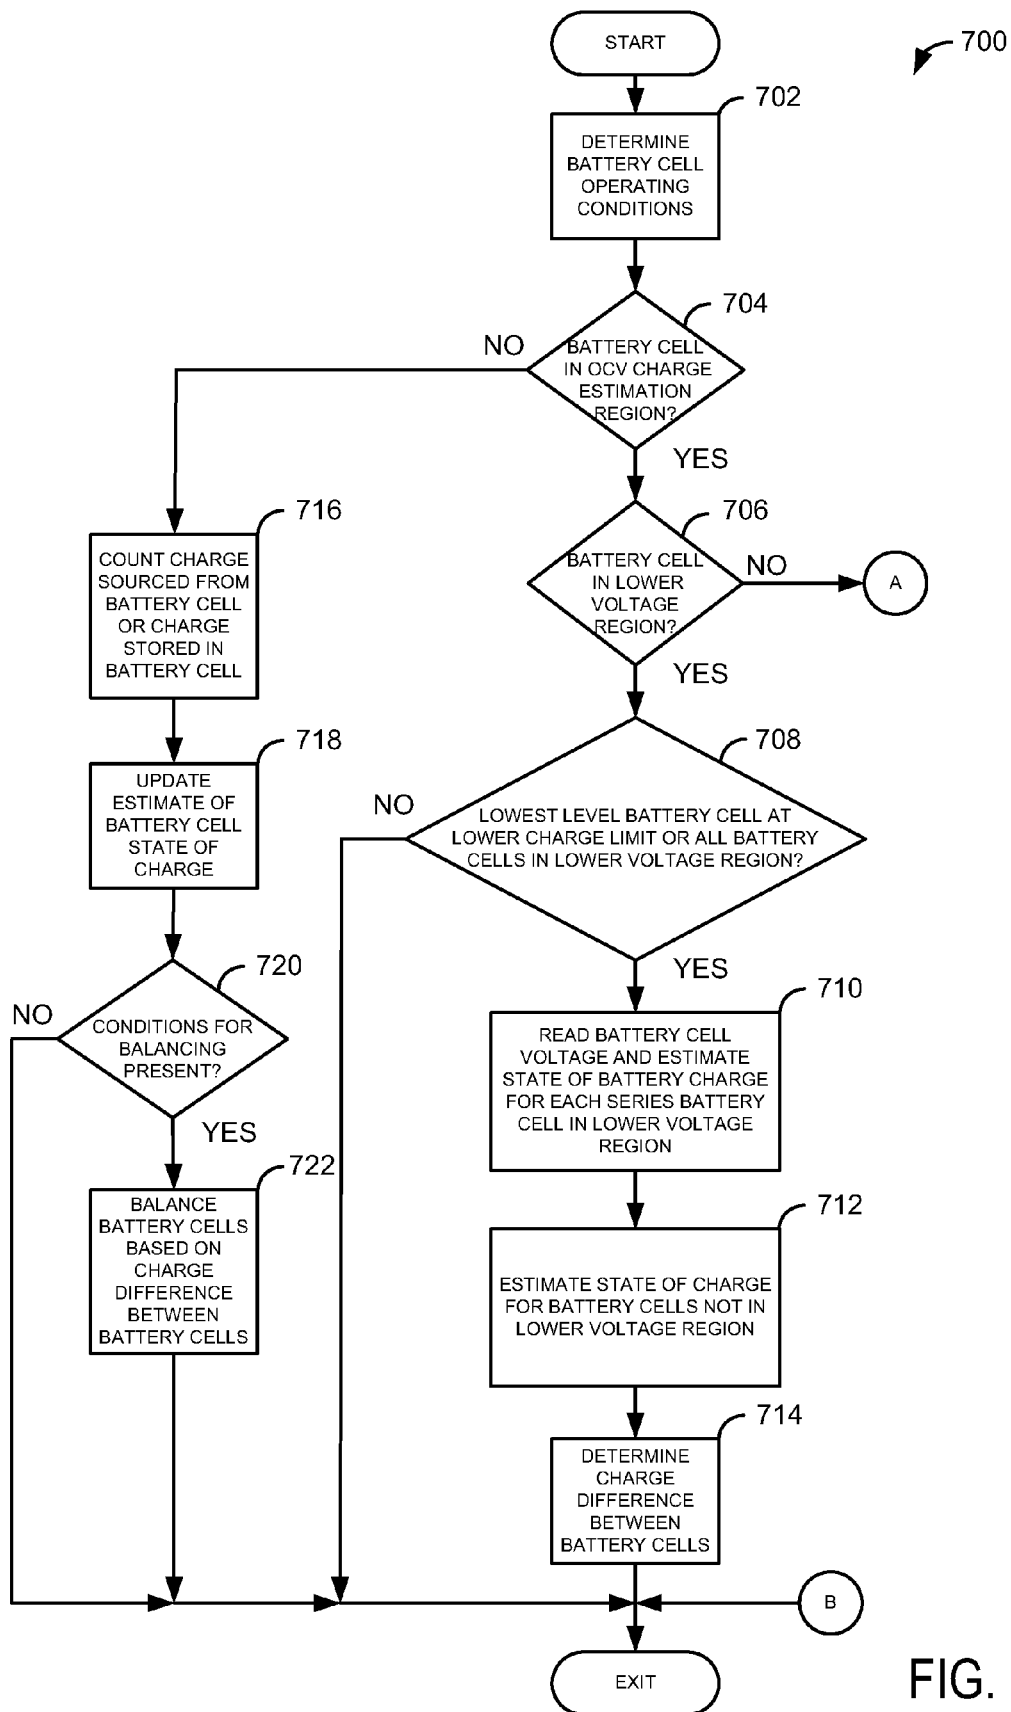 START
700
702
DETERMINE
BATTERY CELL
OPERATING
CONDITIONS
704
NO
BATTERY CELL
IN OCV CHARGE
ESTIMATION
REGION?
YES
716
706
COUNT CHARGE
SOURCED FROM
BATTERY CELL
OR CHARGE
STORED IN
BATTERY CELL
BATTERY CELL
IN LOWER
VOLTAGE
REGION?
NO
A
YES
718
UPDATE
ESTIMATE OF
BATTERY CELL
STATE OF
CHARGE
708
NO
LOWEST LEVEL BATTERY CELL AT
LOWER CHARGE LIMIT OR ALL BATTERY
CELLS IN LOWER VOLTAGE REGION?
YES
720
NO
CONDITIONS FOR
BALANCING
PRESENT?
YES
710
READ BATTERY CELL
VOLTAGE AND ESTIMATE
STATE OF BATTERY CHARGE
FOR EACH SERIES BATTERY
CELL IN LOWER VOLTAGE
REGION
722
BALANCE
BATTERY CELLS
BASED ON
CHARGE
DIFFERENCE
BETWEEN
BATTERY CELLS
712
ESTIMATE STATE OF CHARGE
FOR BATTERY CELLS NOT IN
LOWER VOLTAGE REGION
714
DETERMINE
CHARGE
DIFFERENCE
BETWEEN
BATTERY CELLS
B
EXIT
FIG.